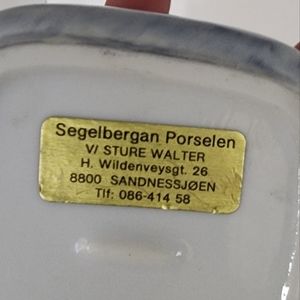 Segelbergan Porselen
V/ STURE WALTER
H. Wildenveysgt. 26
8800 SANDNESSJØEN
Tlf: 086-414 58